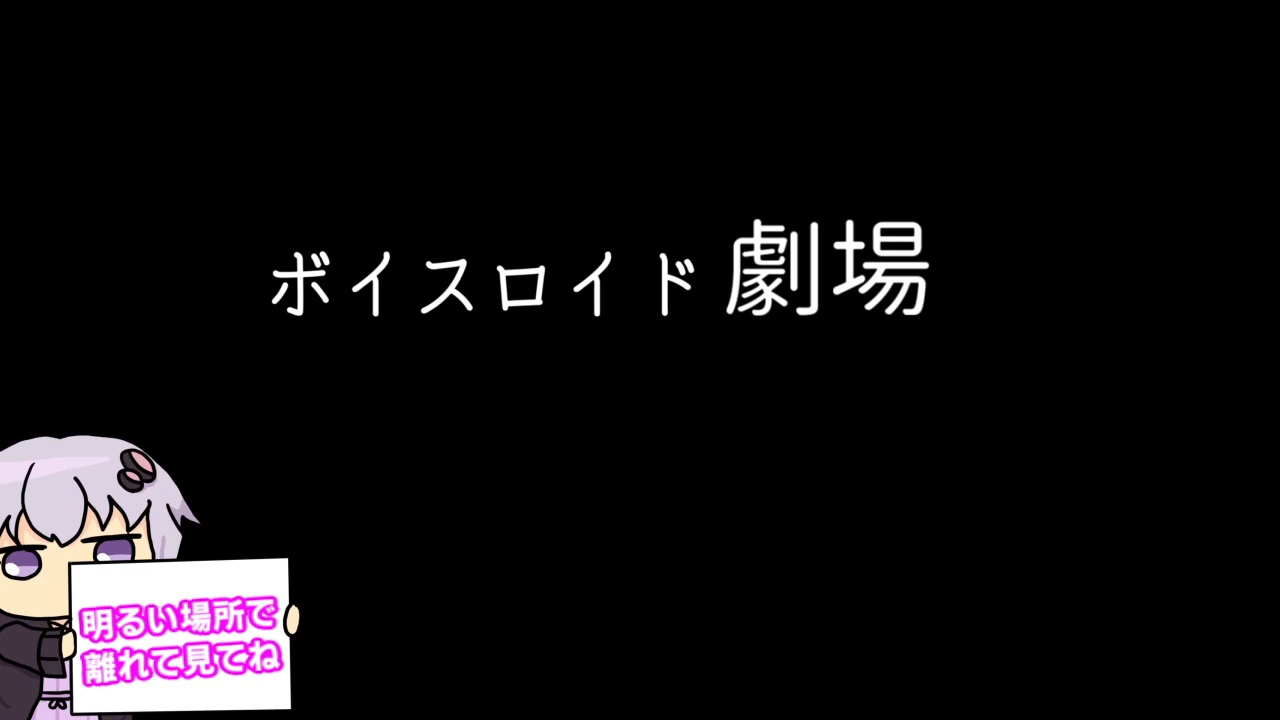 ボイスロイド劇場
明るい場所で
離れて見てね